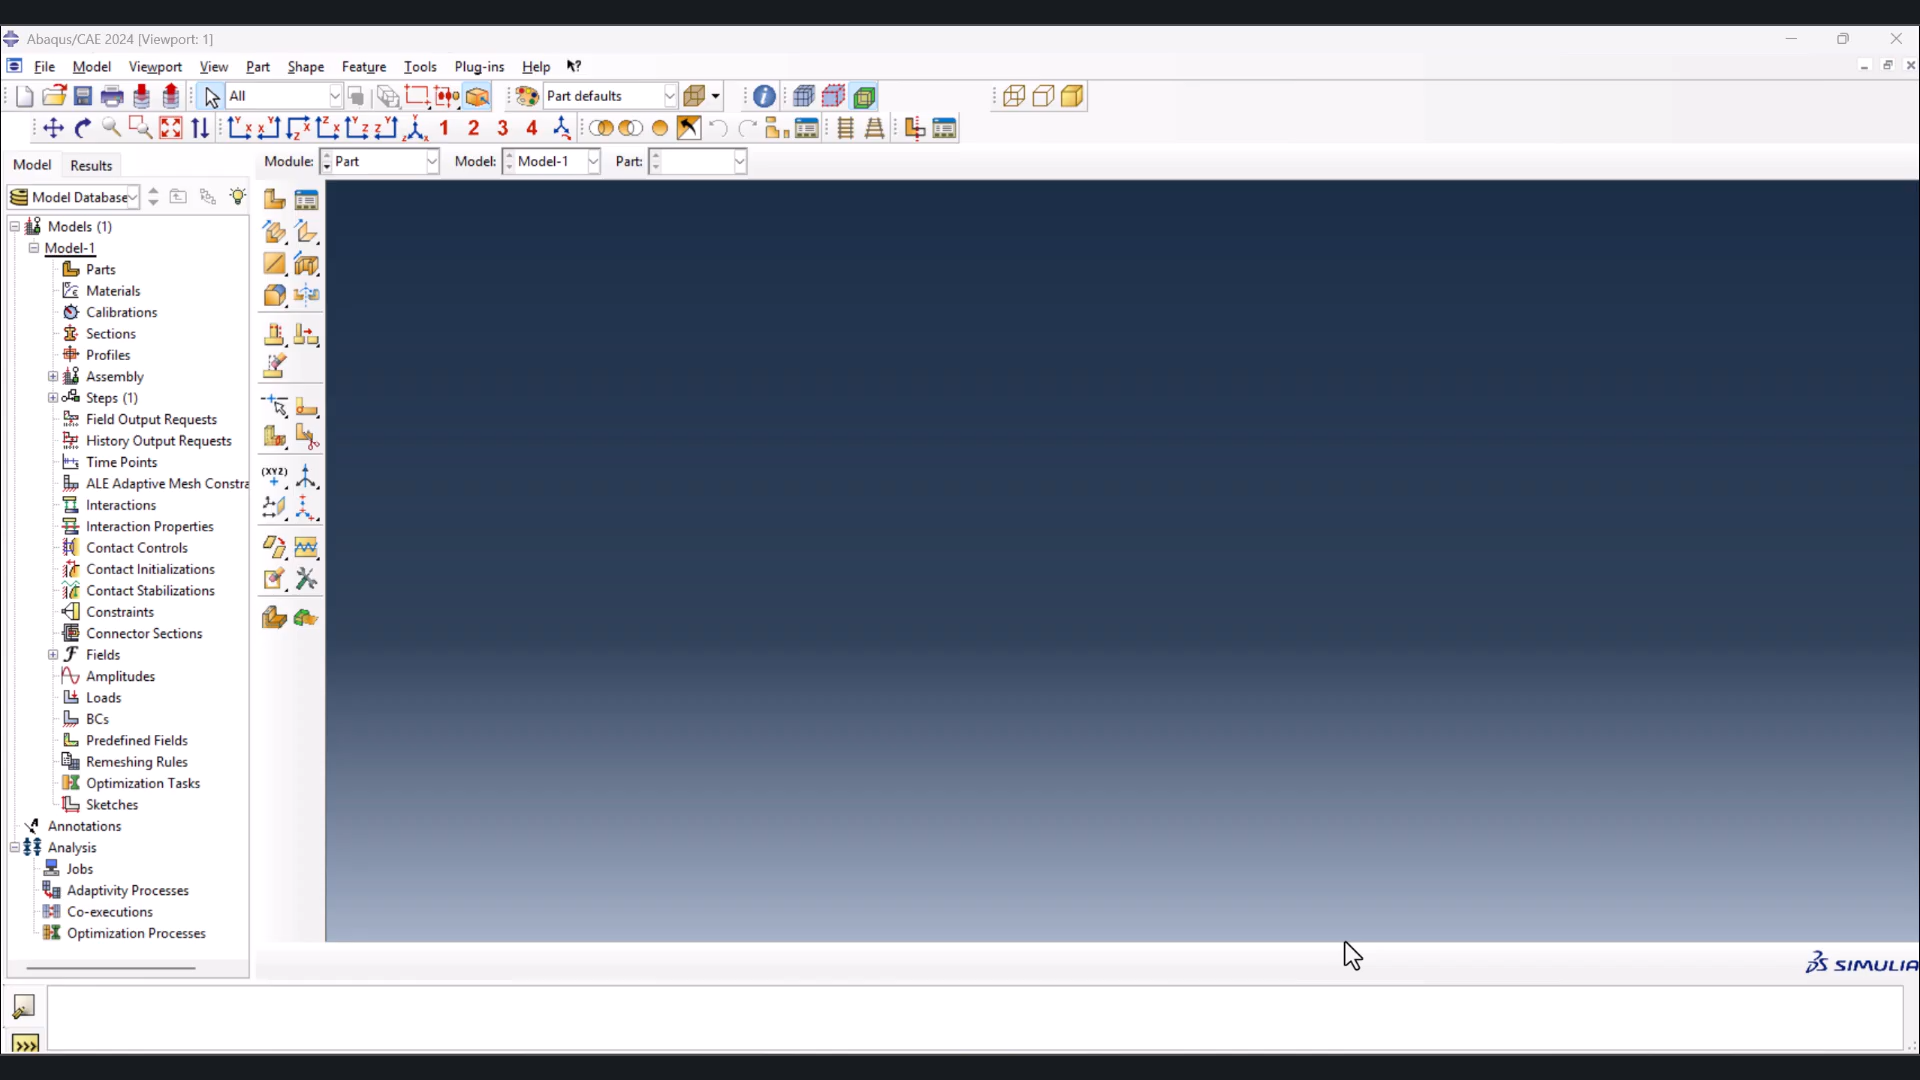 Abaqus/CAE 2024 [Viewport: 1]
File Model Viewport View Part Shape Feature Tools Plug-ins Help
All Part defaults
1 2 3 4
Model Results Module: Part Model: Model-1 Part:
Model Database
Models (1)
Model-1
Parts
Materials
Calibrations
Sections
Profiles
Assembly
Steps (1)
Field Output Requests
History Output Requests
Time Points
ALE Adaptive Mesh Constra
Interactions
Interaction Properties
Contact Controls
Contact Initializations
Contact Stabilizations
Constraints
Connector Sections
Fields
Amplitudes
Loads
BCs
Predefined Fields
Remeshing Rules
Optimization Tasks
Sketches
Annotations
Analysis
Jobs
Adaptivity Processes
Co-executions
Optimization Processes
(XYZ)
SIMULIA
>>>